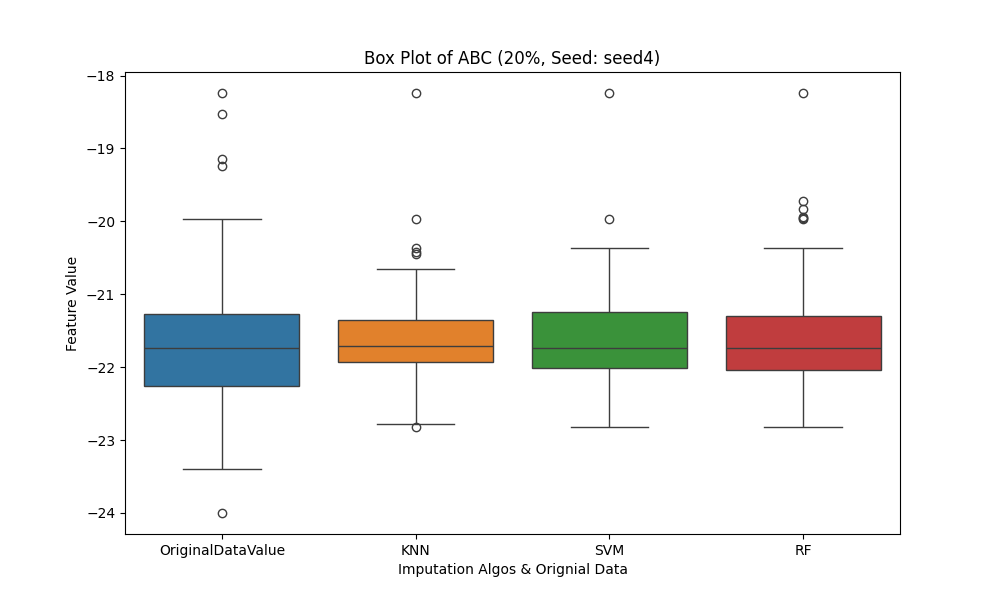 Box Plot of ABC (20%, Seed: seed4)
−18
−19
−20
−21
−22
−23
−24
Feature Value
OriginalDataValue KNN SVM RF
Imputation Algos & Orignial Data